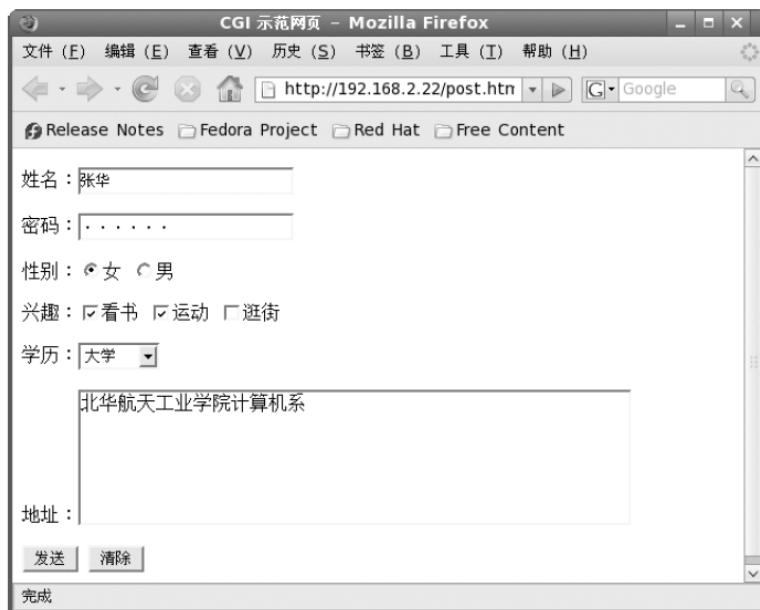 CGI 示范网页 – Mozilla Firefox
文件 (F) 编辑 (E) 查看 (V) 历史 (S) 书签 (B) 工具 (T) 帮助 (H)
http://192.168.2.22/post.htm G Google
Release Notes Fedora Project Red Hat Free Content
姓名：张华
密码：······
性别：女 男
兴趣：看书 运动 逛街
学历：大学
北华航天工业学院计算机系
地址：
发送 清除
完成